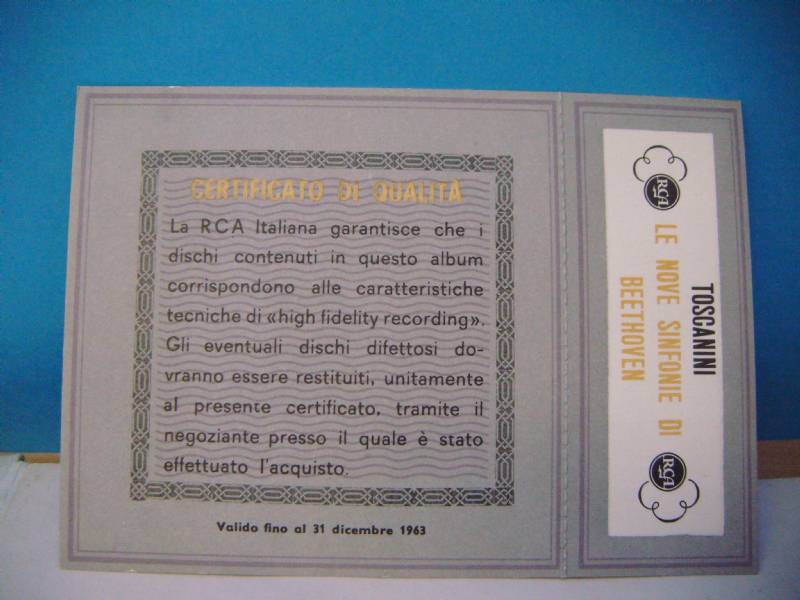 CERTIFICATO DI QUALITÀ
La RCA Italiana garantisce che i
dischi contenuti in questo album
corrispondono alle caratteristiche
tecniche di «high fidelity recording».
Gli eventuali dischi difettosi do-
vranno essere restituiti, unitamente
al presente certificato, tramite il
negoziante presso il quale è stato
effettuato l'acquisto.
Valido fino al 31 dicembre 1963
RCA
TOSCANINI
LE NOVE SINFONIE DI
BEETHOVEN
RCA